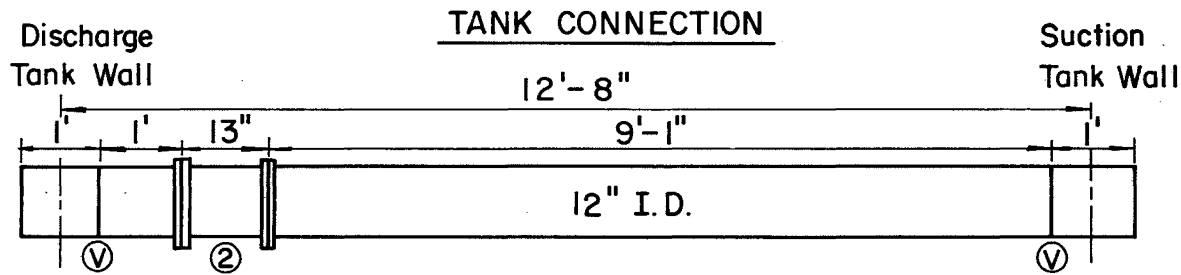 TANK CONNECTION
Discharge
Tank Wall
Suction
Tank Wall
12'-8"
1'
1'
13"
9'-1"
1'
12" I.D.
V
2
V